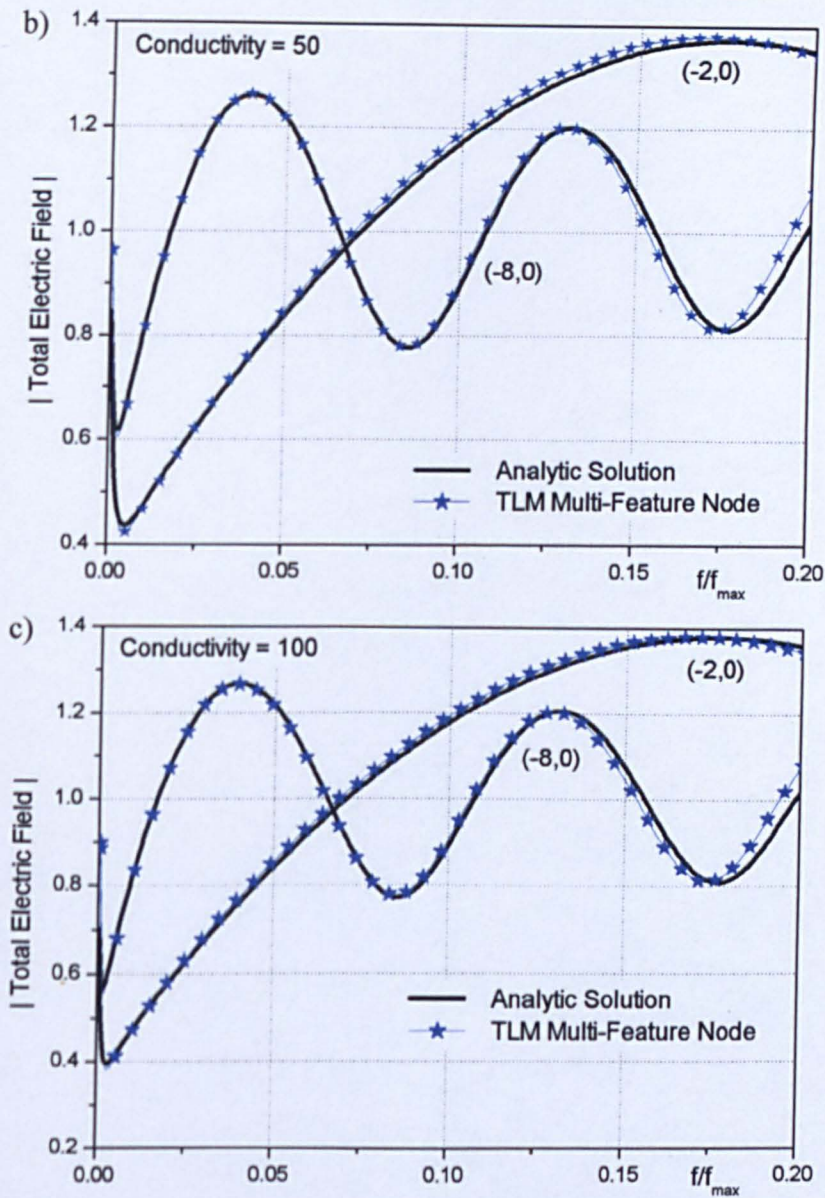 b)
1.4
Conductivity = 50
(-2,0)
1.2
| Total Electric Field |
1.0
(-8,0)
0.8
0.6
Analytic Solution
TLM Multi-Feature Node
0.4
0.00 0.05 0.10 0.15 0.20
f/fmax
c)
1.4
Conductivity = 100
(-2,0)
1.2
(-8,0)
| Total Electric Field |
1.0
0.8
0.6
Analytic Solution
TLM Multi-Feature Node
0.4
0.2
0.00 0.05 0.10 0.15 0.20
f/fmax